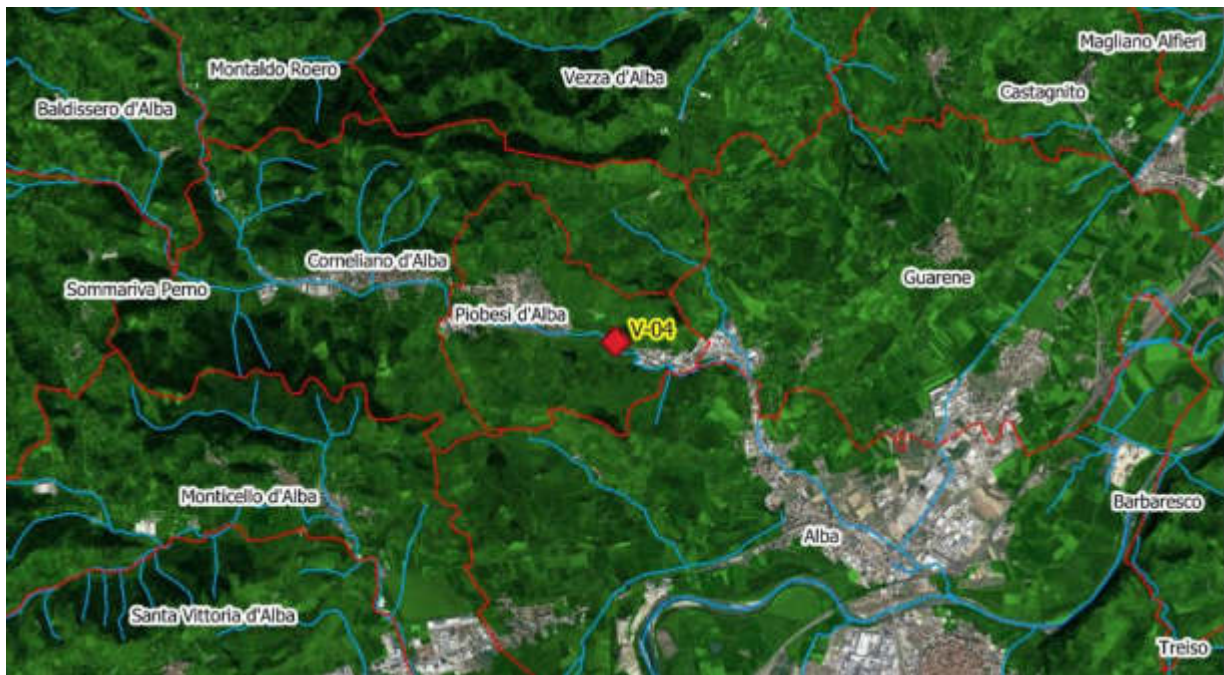 Magliano Alfieri
Montaldo Roero
Vezza d'Alba
Castagnito
Baldissero d'Alba
Corneliano d'Alba
Guarene
Sommariva Perno
Piobesi d'Alba
V-04
Monticello d'Alba
Barbaresco
Alba
Santa Vittoria d'Alba
Treiso